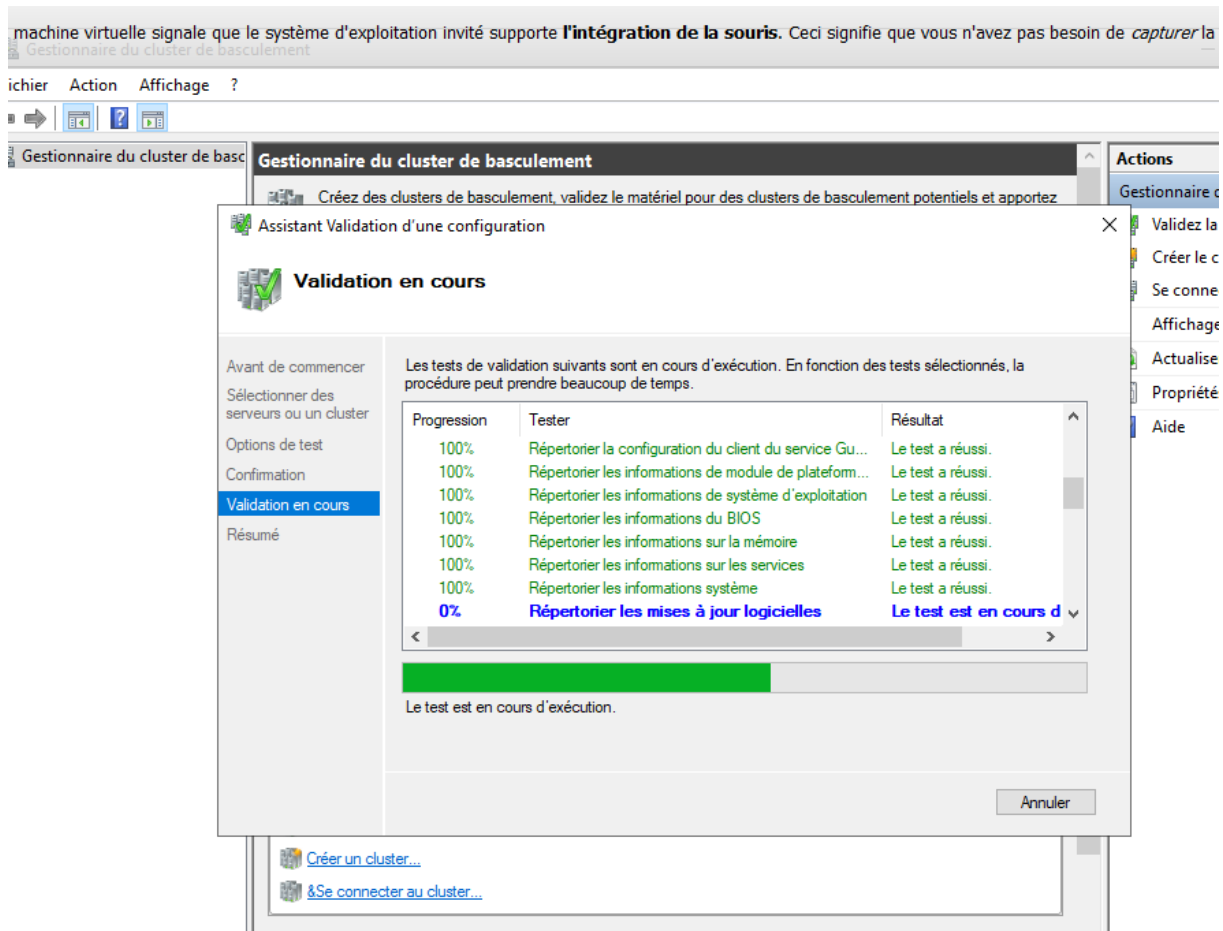 machine virtuelle signale que le système d'exploitation invité supporte l'intégration de la souris. Ceci signifie que vous n'avez pas besoin de capturer la
Gestionnaire du cluster de basculement
ichier Action Affichage ?
Gestionnaire du cluster de basc
Gestionnaire du cluster de basculement
Créez des clusters de basculement, validez le matériel pour des clusters de basculement potentiels et apportez
Actions
Gestionnaire d
Validez la
Créer le c
Se conne
Affichage
Actualise
Propriété
Aide
Assistant Validation d'une configuration
Validation en cours
Avant de commencer
Sélectionner des
serveurs ou un cluster
Options de test
Confirmation
Validation en cours
Résumé
Les tests de validation suivants sont en cours d'exécution. En fonction des tests sélectionnés, la
procédure peut prendre beaucoup de temps.
Progression Tester Résultat
100% Répertorier la configuration du client du service Gu... Le test a réussi.
100% Répertorier les informations de module de plateform... Le test a réussi.
100% Répertorier les informations de système d'exploitation Le test a réussi.
100% Répertorier les informations du BIOS Le test a réussi.
100% Répertorier les informations sur la mémoire Le test a réussi.
100% Répertorier les informations sur les services Le test a réussi.
100% Répertorier les informations système Le test a réussi.
0% Répertorier les mises à jour logicielles Le test est en cours d
Le test est en cours d'exécution.
Annuler
Créer un cluster...
&Se connecter au cluster...